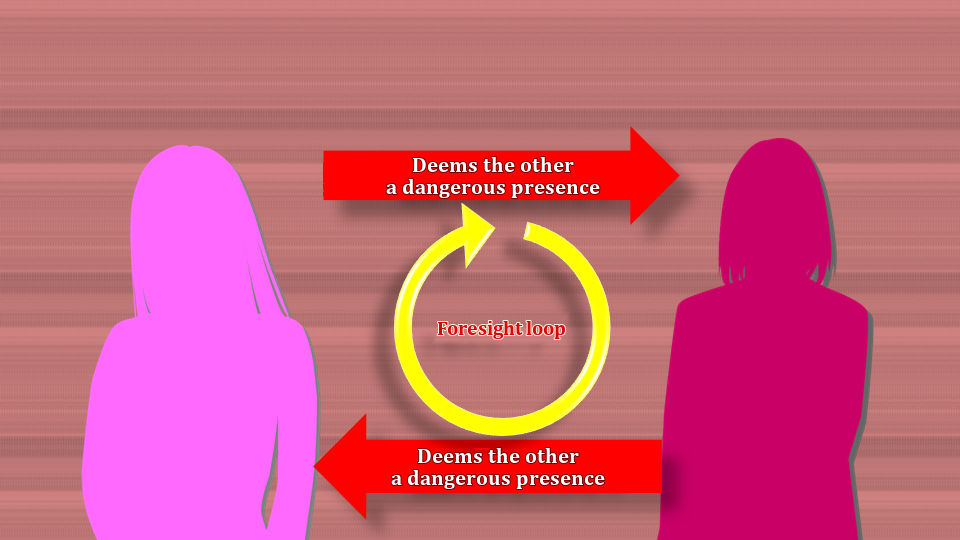 Deems the other
a dangerous presence
Foresight loop
Deems the other
a dangerous presence